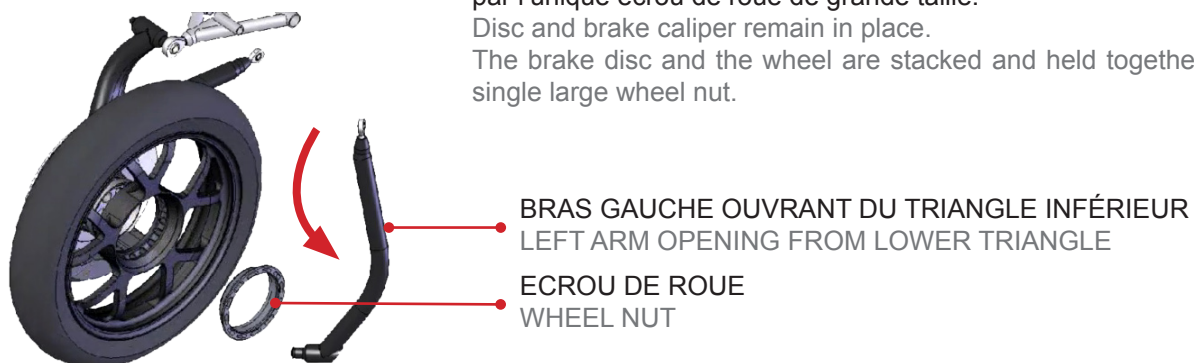 par l'unique écrou de roue de grande taille.
Disc and brake caliper remain in place.
The brake disc and the wheel are stacked and held togethe
single large wheel nut.
BRAS GAUCHE OUVRANT DU TRIANGLE INFÉRIEUR
LEFT ARM OPENING FROM LOWER TRIANGLE
ECROU DE ROUE
WHEEL NUT